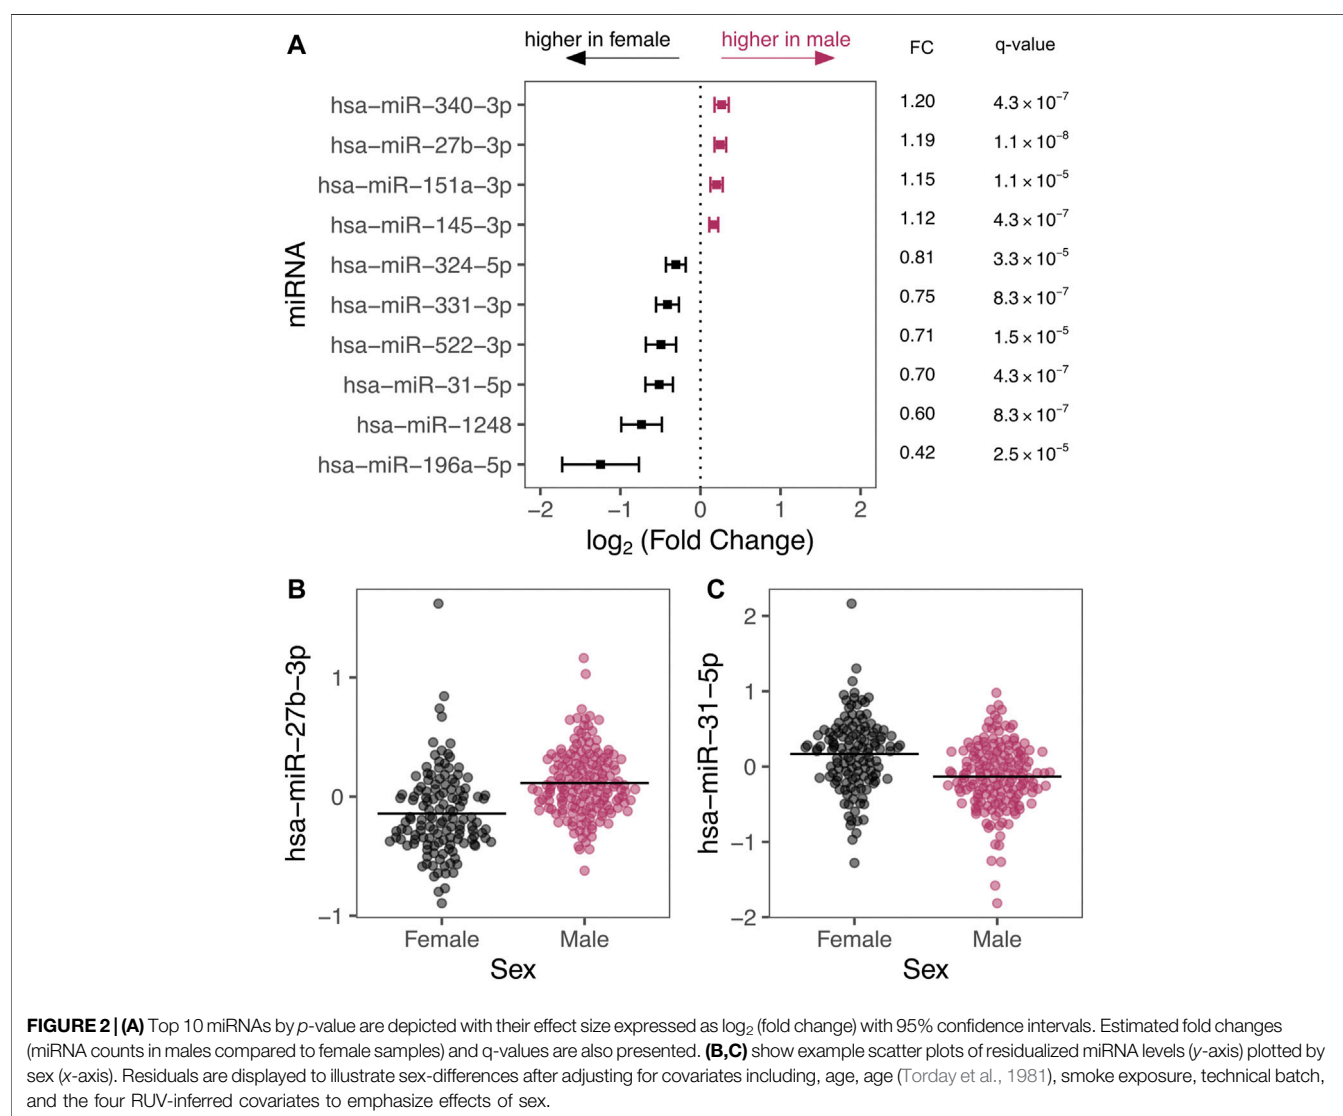 A
higher in female higher in male FC q-value
hsa−miR−340−3p 1.20 4.3 × 10⁻⁷
hsa−miR−27b−3p 1.19 1.1 × 10⁻⁸
hsa−miR−151a−3p 1.15 1.1 × 10⁻⁵
hsa−miR−145−3p 1.12 4.3 × 10⁻⁷
hsa−miR−324−5p 0.81 3.3 × 10⁻⁵
hsa−miR−331−3p 0.75 8.3 × 10⁻⁷
hsa−miR−522−3p 0.71 1.5 × 10⁻⁵
hsa−miR−31−5p 0.70 4.3 × 10⁻⁷
hsa−miR−1248 0.60 8.3 × 10⁻⁷
hsa−miR−196a−5p 0.42 2.5 × 10⁻⁵
miRNA
−2 −1 0 1 2
log₂ (Fold Change)
B
hsa−miR−27b−3p
1
0
−1
Female Male
Sex
C
hsa−miR−31−5p
2
1
0
−1
−2
Female Male
Sex
FIGURE 2 | (A) Top 10 miRNAs by p-value are depicted with their effect size expressed as log₂ (fold change) with 95% confidence intervals. Estimated fold changes
(miRNA counts in males compared to female samples) and q-values are also presented. (B,C) show example scatter plots of residualized miRNA levels (y-axis) plotted by
sex (x-axis). Residuals are displayed to illustrate sex-differences after adjusting for covariates including, age, age (Torday et al., 1981), smoke exposure, technical batch,
and the four RUV-inferred covariates to emphasize effects of sex.